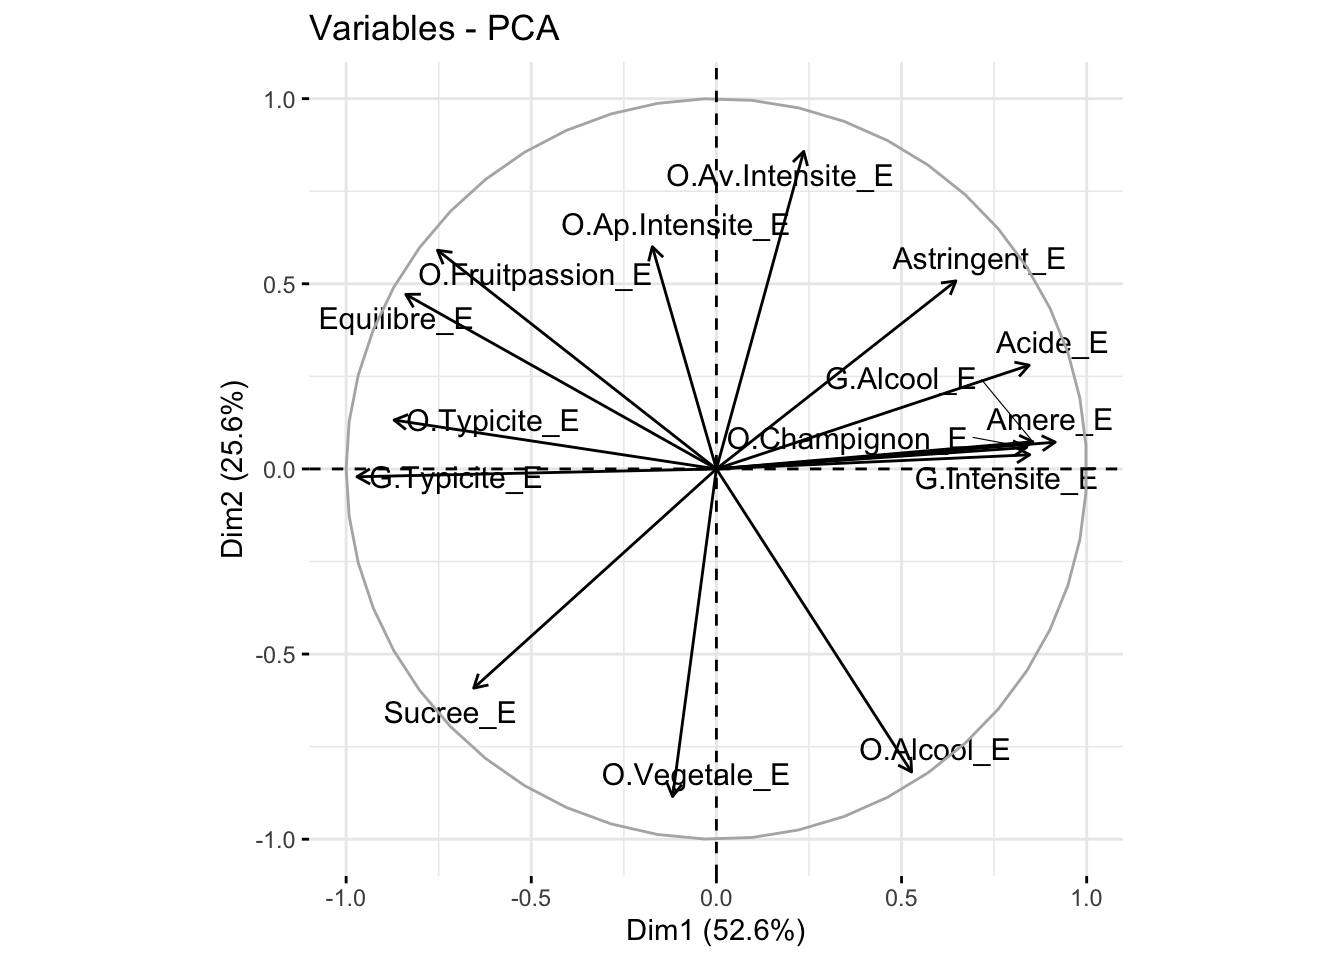 Variables - PCA
1.0
O.Av.Intensite_E
O.Ap.Intensite_E
Astringent_E
0.5
O.Fruitpassion_E
Equilibre_E
Acide_E
G.Alcool_E
Amere_E
O.Typicite_E
O.Champignon_E
0.0
G.Typicite_E
G.Intensite_E
Dim2 (25.6%)
-0.5
Sucree_E
O.Alcool_E
O.Vegetale_E
-1.0
-1.0 -0.5 0.0 0.5 1.0
Dim1 (52.6%)